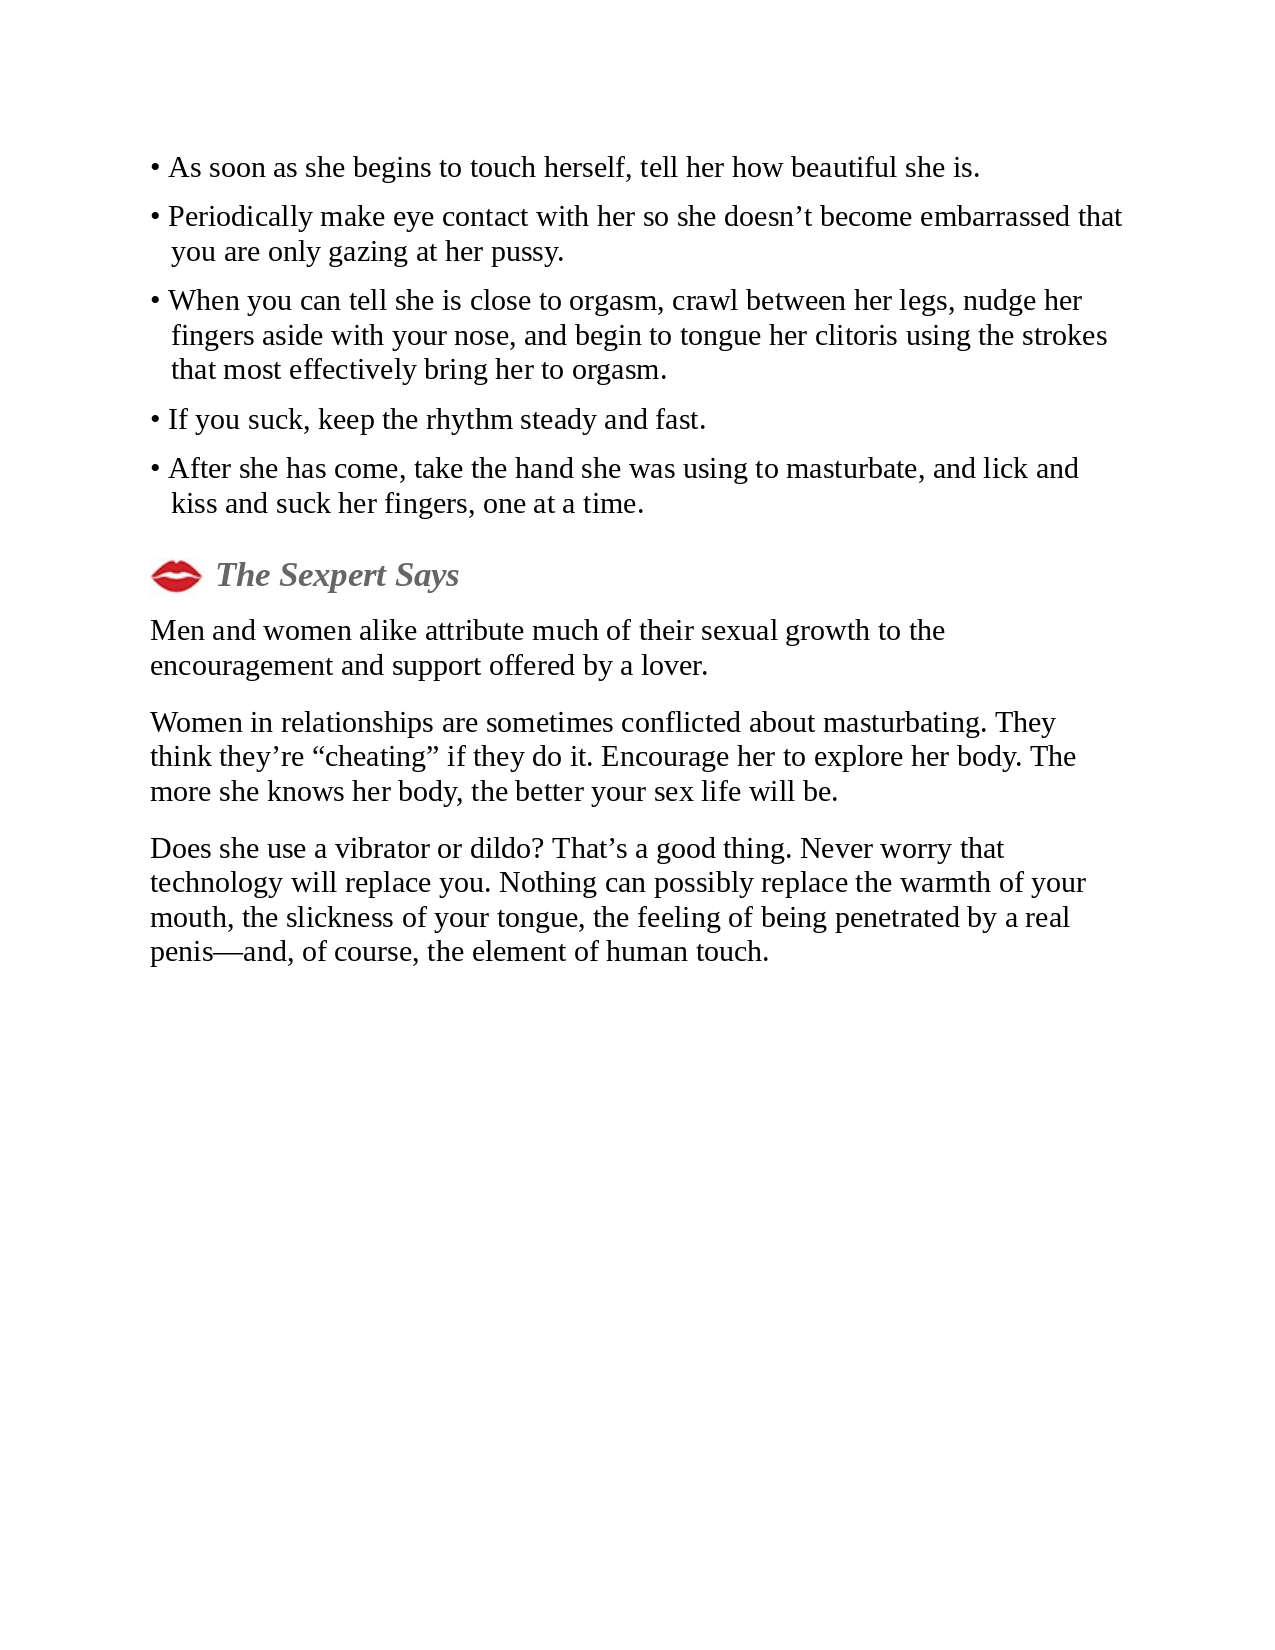 • As soon as she begins to touch herself, tell her how beautiful she is.
• Periodically make eye contact with her so she doesn’t become embarrassed that
you are only gazing at her pussy.
• When you can tell she is close to orgasm, crawl between her legs, nudge her
fingers aside with your nose, and begin to tongue her clitoris using the strokes
that most effectively bring her to orgasm.
• If you suck, keep the rhythm steady and fast.
• After she has come, take the hand she was using to masturbate, and lick and
kiss and suck her fingers, one at a time.
The Sexpert Says
Men and women alike attribute much of their sexual growth to the
encouragement and support offered by a lover.
Women in relationships are sometimes conflicted about masturbating. They
think they’re “cheating” if they do it. Encourage her to explore her body. The
more she knows her body, the better your sex life will be.
Does she use a vibrator or dildo? That’s a good thing. Never worry that
technology will replace you. Nothing can possibly replace the warmth of your
mouth, the slickness of your tongue, the feeling of being penetrated by a real
penis—and, of course, the element of human touch.